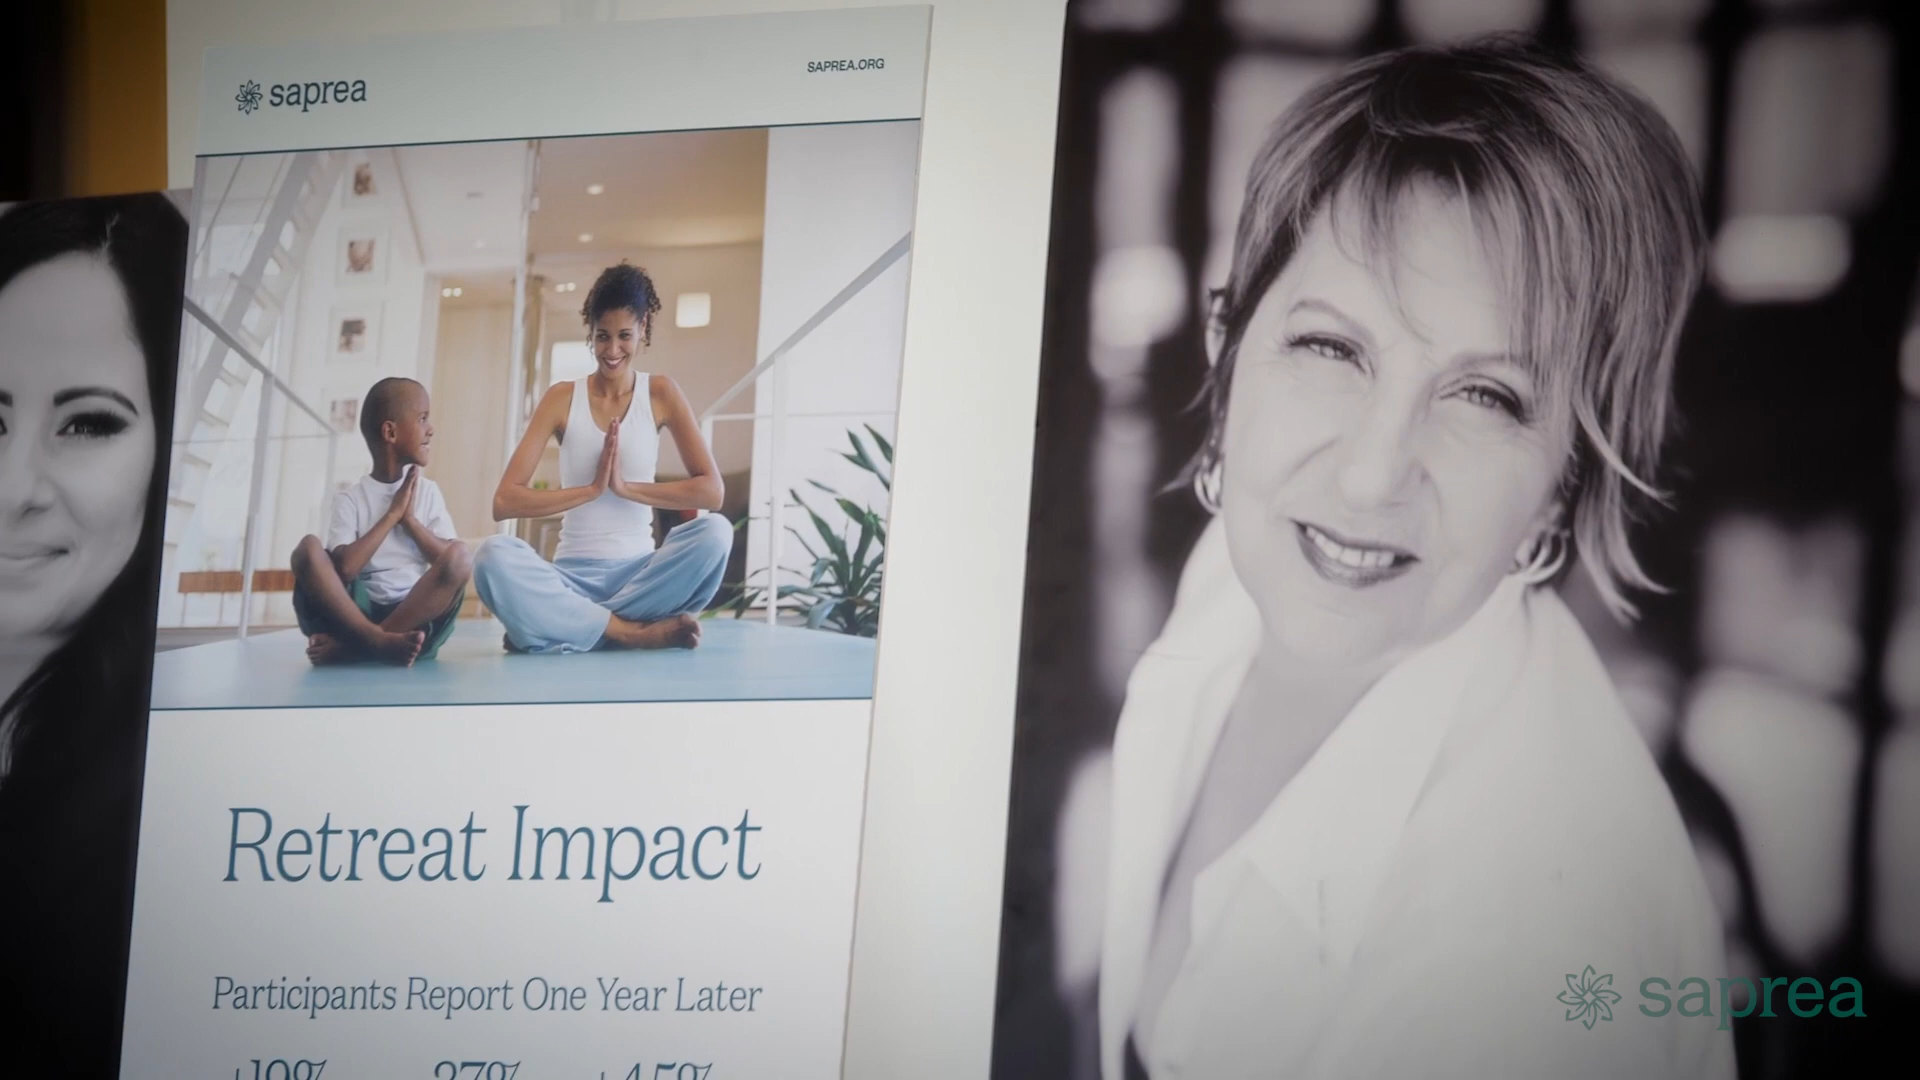 saprea
SAPREA.ORG
Retreat Impact
Participants Report One Year Later
saprea